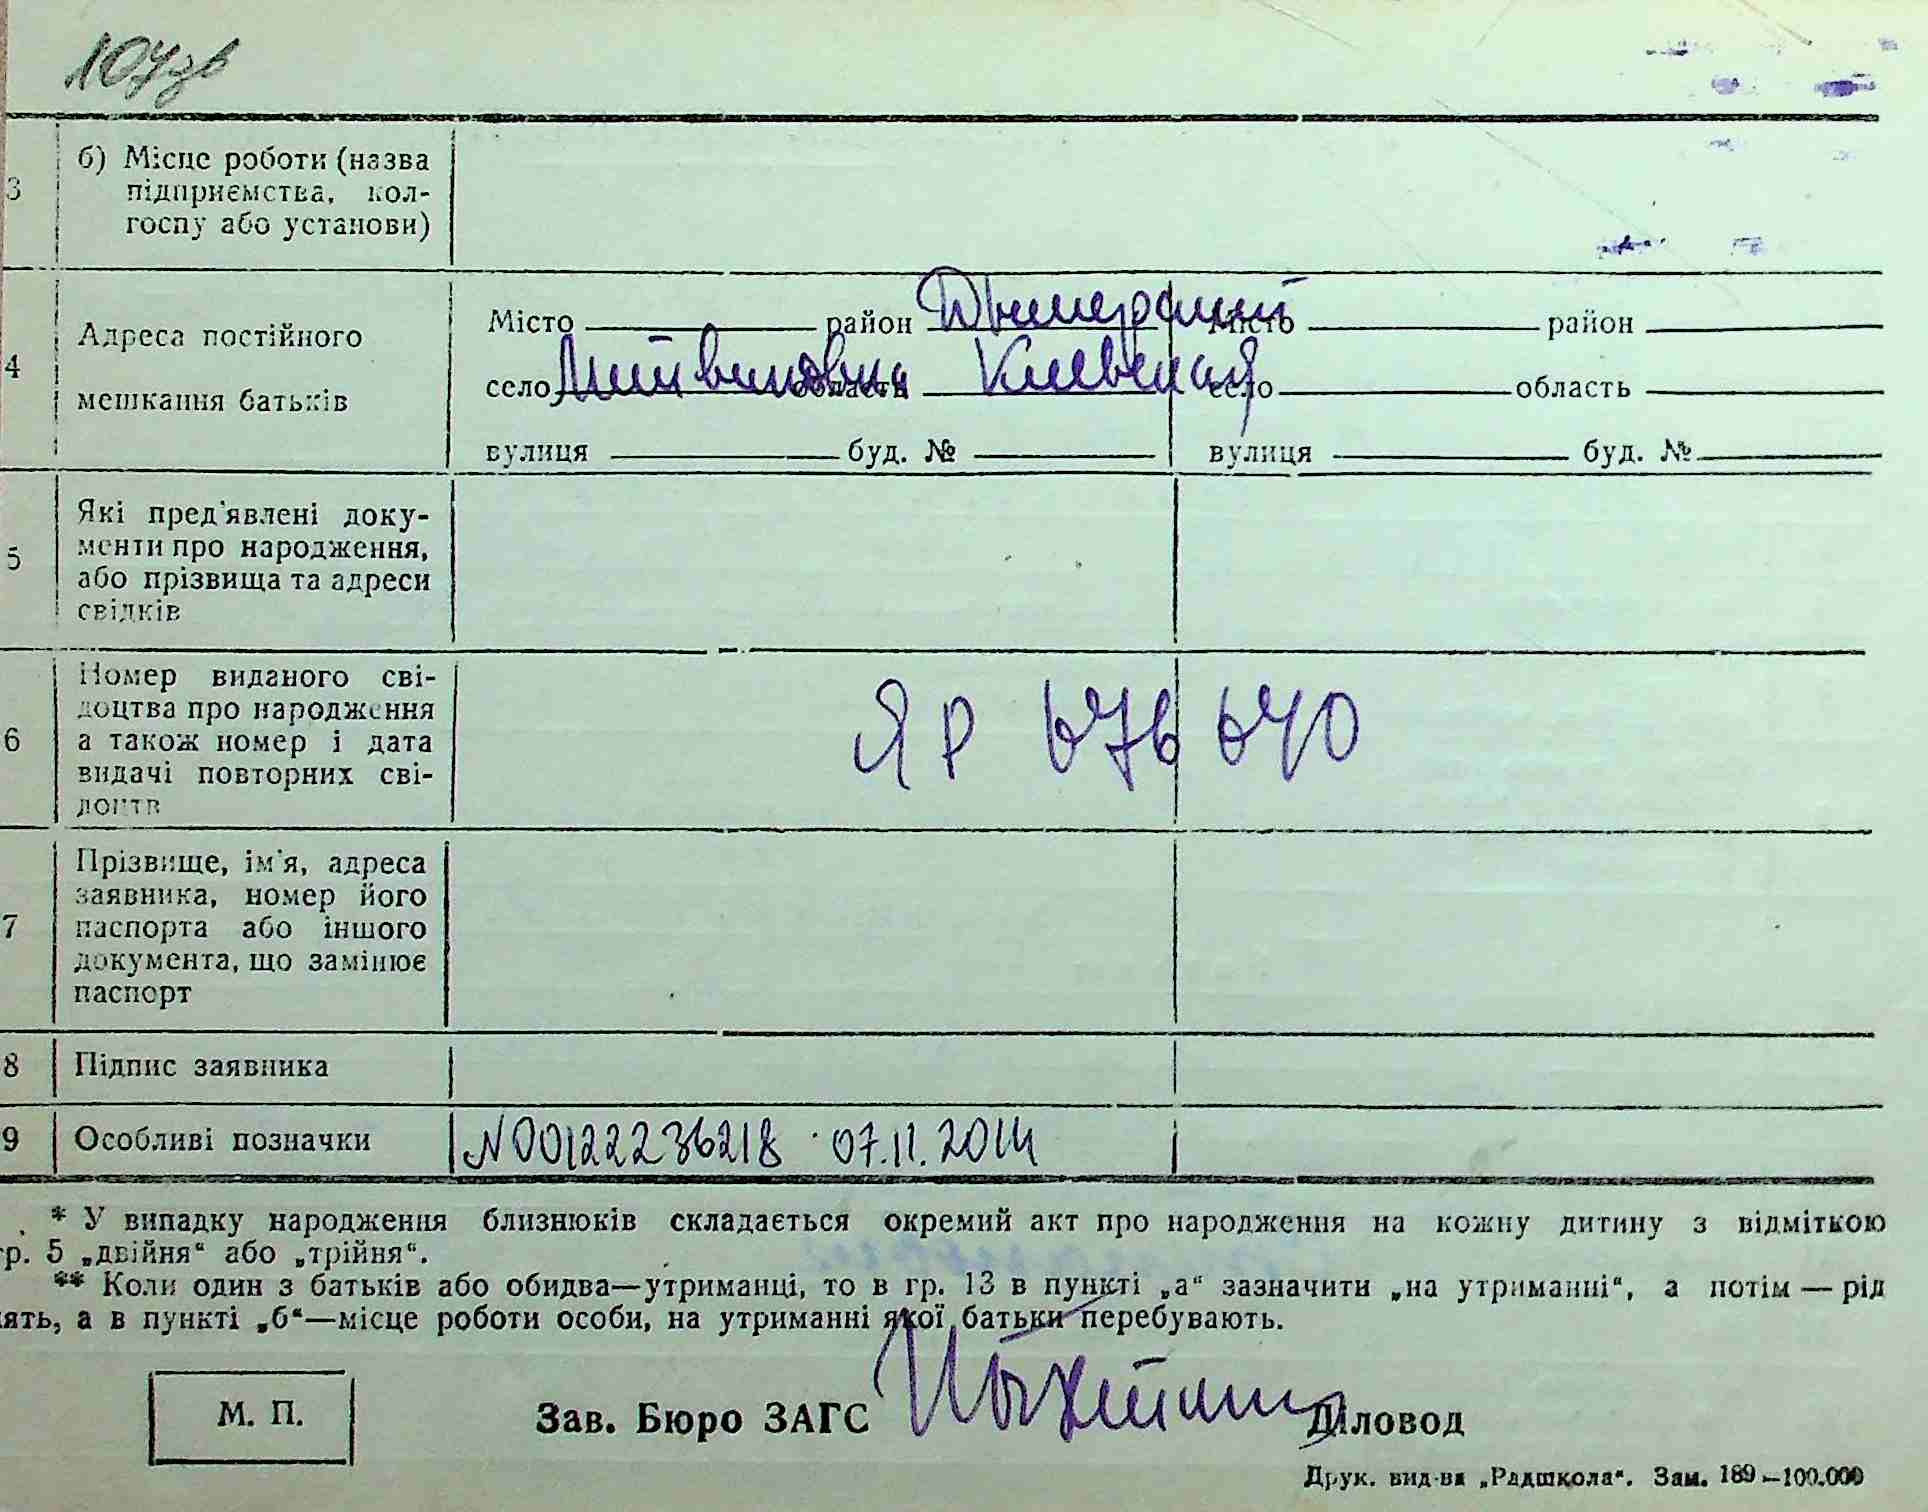 10узв
3
б) Місце роботи (назва
підприємства, кол-
госпу або установи)
4
Адреса постійного
мешкання батьків
Місто район Дымерский Місто район
село Литвиновка область Киевская село область
вулиця буд. № вулиця буд. №
5
Які пред'явлені доку-
менти про народження,
або прізвища та адреси
свідків
6
Номер виданого сві-
доцтва про народження
а також номер і дата
видачі повторних сві-
доцтв
ЯР 676640
7
Прізвище, ім'я, адреса
заявника, номер його
паспорта або іншого
документа, що замінює
паспорт
8 Підпис заявника
9 Особливі позначки N00122236218 07.11.2014
* У випадку народження близнюків складається окремий акт про народження на кожну дитину з відміткою
гр. 5 „двійня“ або „трійня“.
** Коли один з батьків або обидва—утриманці, то в гр. 13 в пункті „а“ зазначити „на утриманні“, а потім — рід
ять, а в пункті „б“—місце роботи особи, на утриманні якої батьки перебувають.
М. П.
Зав. Бюро ЗАГС Діловод
Друк. вид-ва „Радшкола“. Зам. 189—100.000